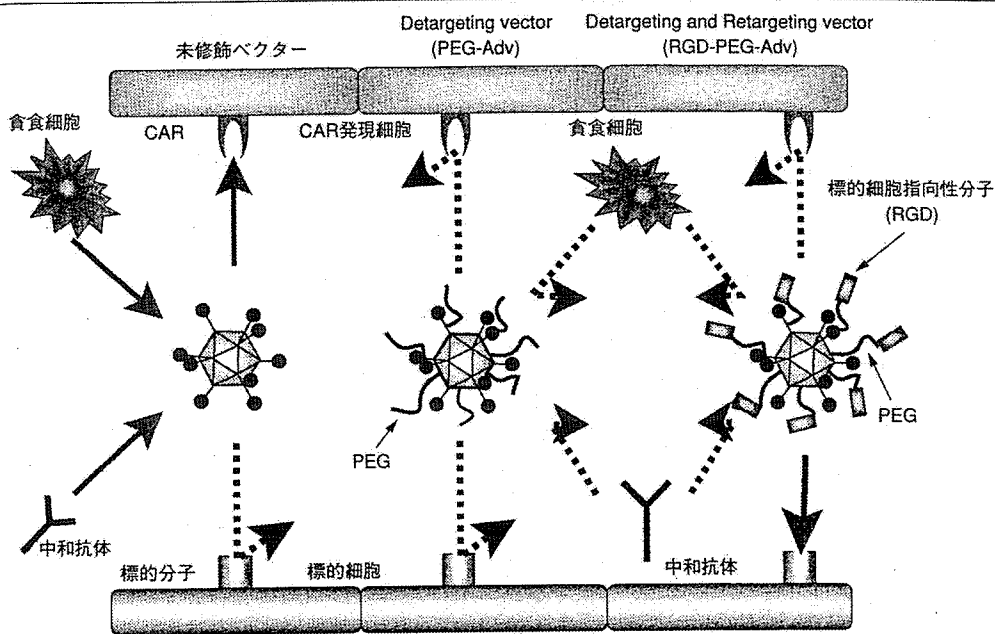 未修飾ベクター
Detargeting vector
(PEG-Adv)
Detargeting and Retargeting vector
(RGD-PEG-Adv)
貪食細胞
CAR
CAR発現細胞
貪食細胞
標的細胞指向性分子
(RGD)
PEG
PEG
中和抗体
標的分子
標的細胞
中和抗体